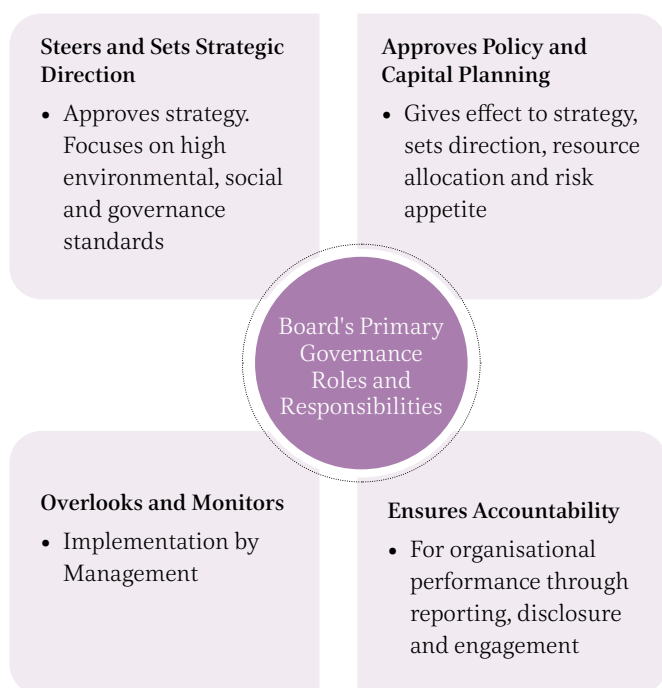 Steers and Sets Strategic
Direction
• Approves strategy.
Focuses on high
environmental, social
and governance
standards
Approves Policy and
Capital Planning
• Gives effect to strategy,
sets direction, resource
allocation and risk
appetite
Board's Primary
Governance
Roles and
Responsibilities
Overlooks and Monitors
• Implementation by
Management
Ensures Accountability
• For organisational
performance through
reporting, disclosure
and engagement